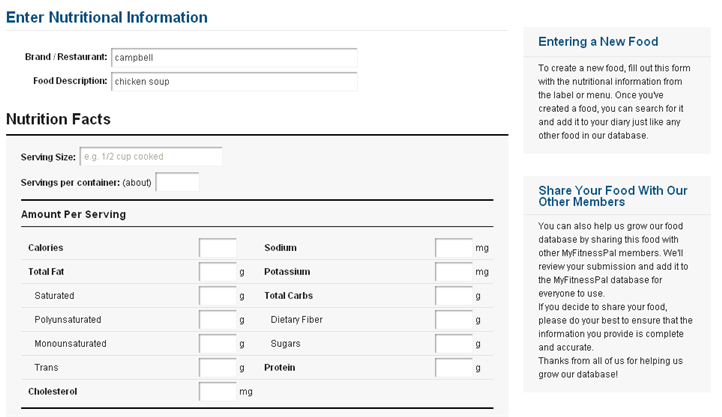 Enter Nutritional Information
Brand / Restaurant: campbell
Food Description: chicken soup
Nutrition Facts
Serving Size: e.g. 1/2 cup cooked
Servings per container: (about)
Amount Per Serving
Calories Sodium mg
Total Fat g Potassium mg
Saturated g Total Carbs g
Polyunsaturated g Dietary Fiber g
Monounsaturated g Sugars g
Trans g Protein g
Cholesterol mg
Entering a New Food
To create a new food, fill out this form
with the nutritional information from
the label or menu. Once you've
created a food, you can search for it
and add it to your diary just like any
other food in our database.
Share Your Food With Our
Other Members
You can also help us grow our food
database by sharing this food with
other MyFitnessPal members. We'll
review your submission and add it to
the MyFitnessPal database for
everyone to use.
If you decide to share your food,
please do your best to ensure that the
information you provide is complete
and accurate.
Thanks from all of us for helping us
grow our database!